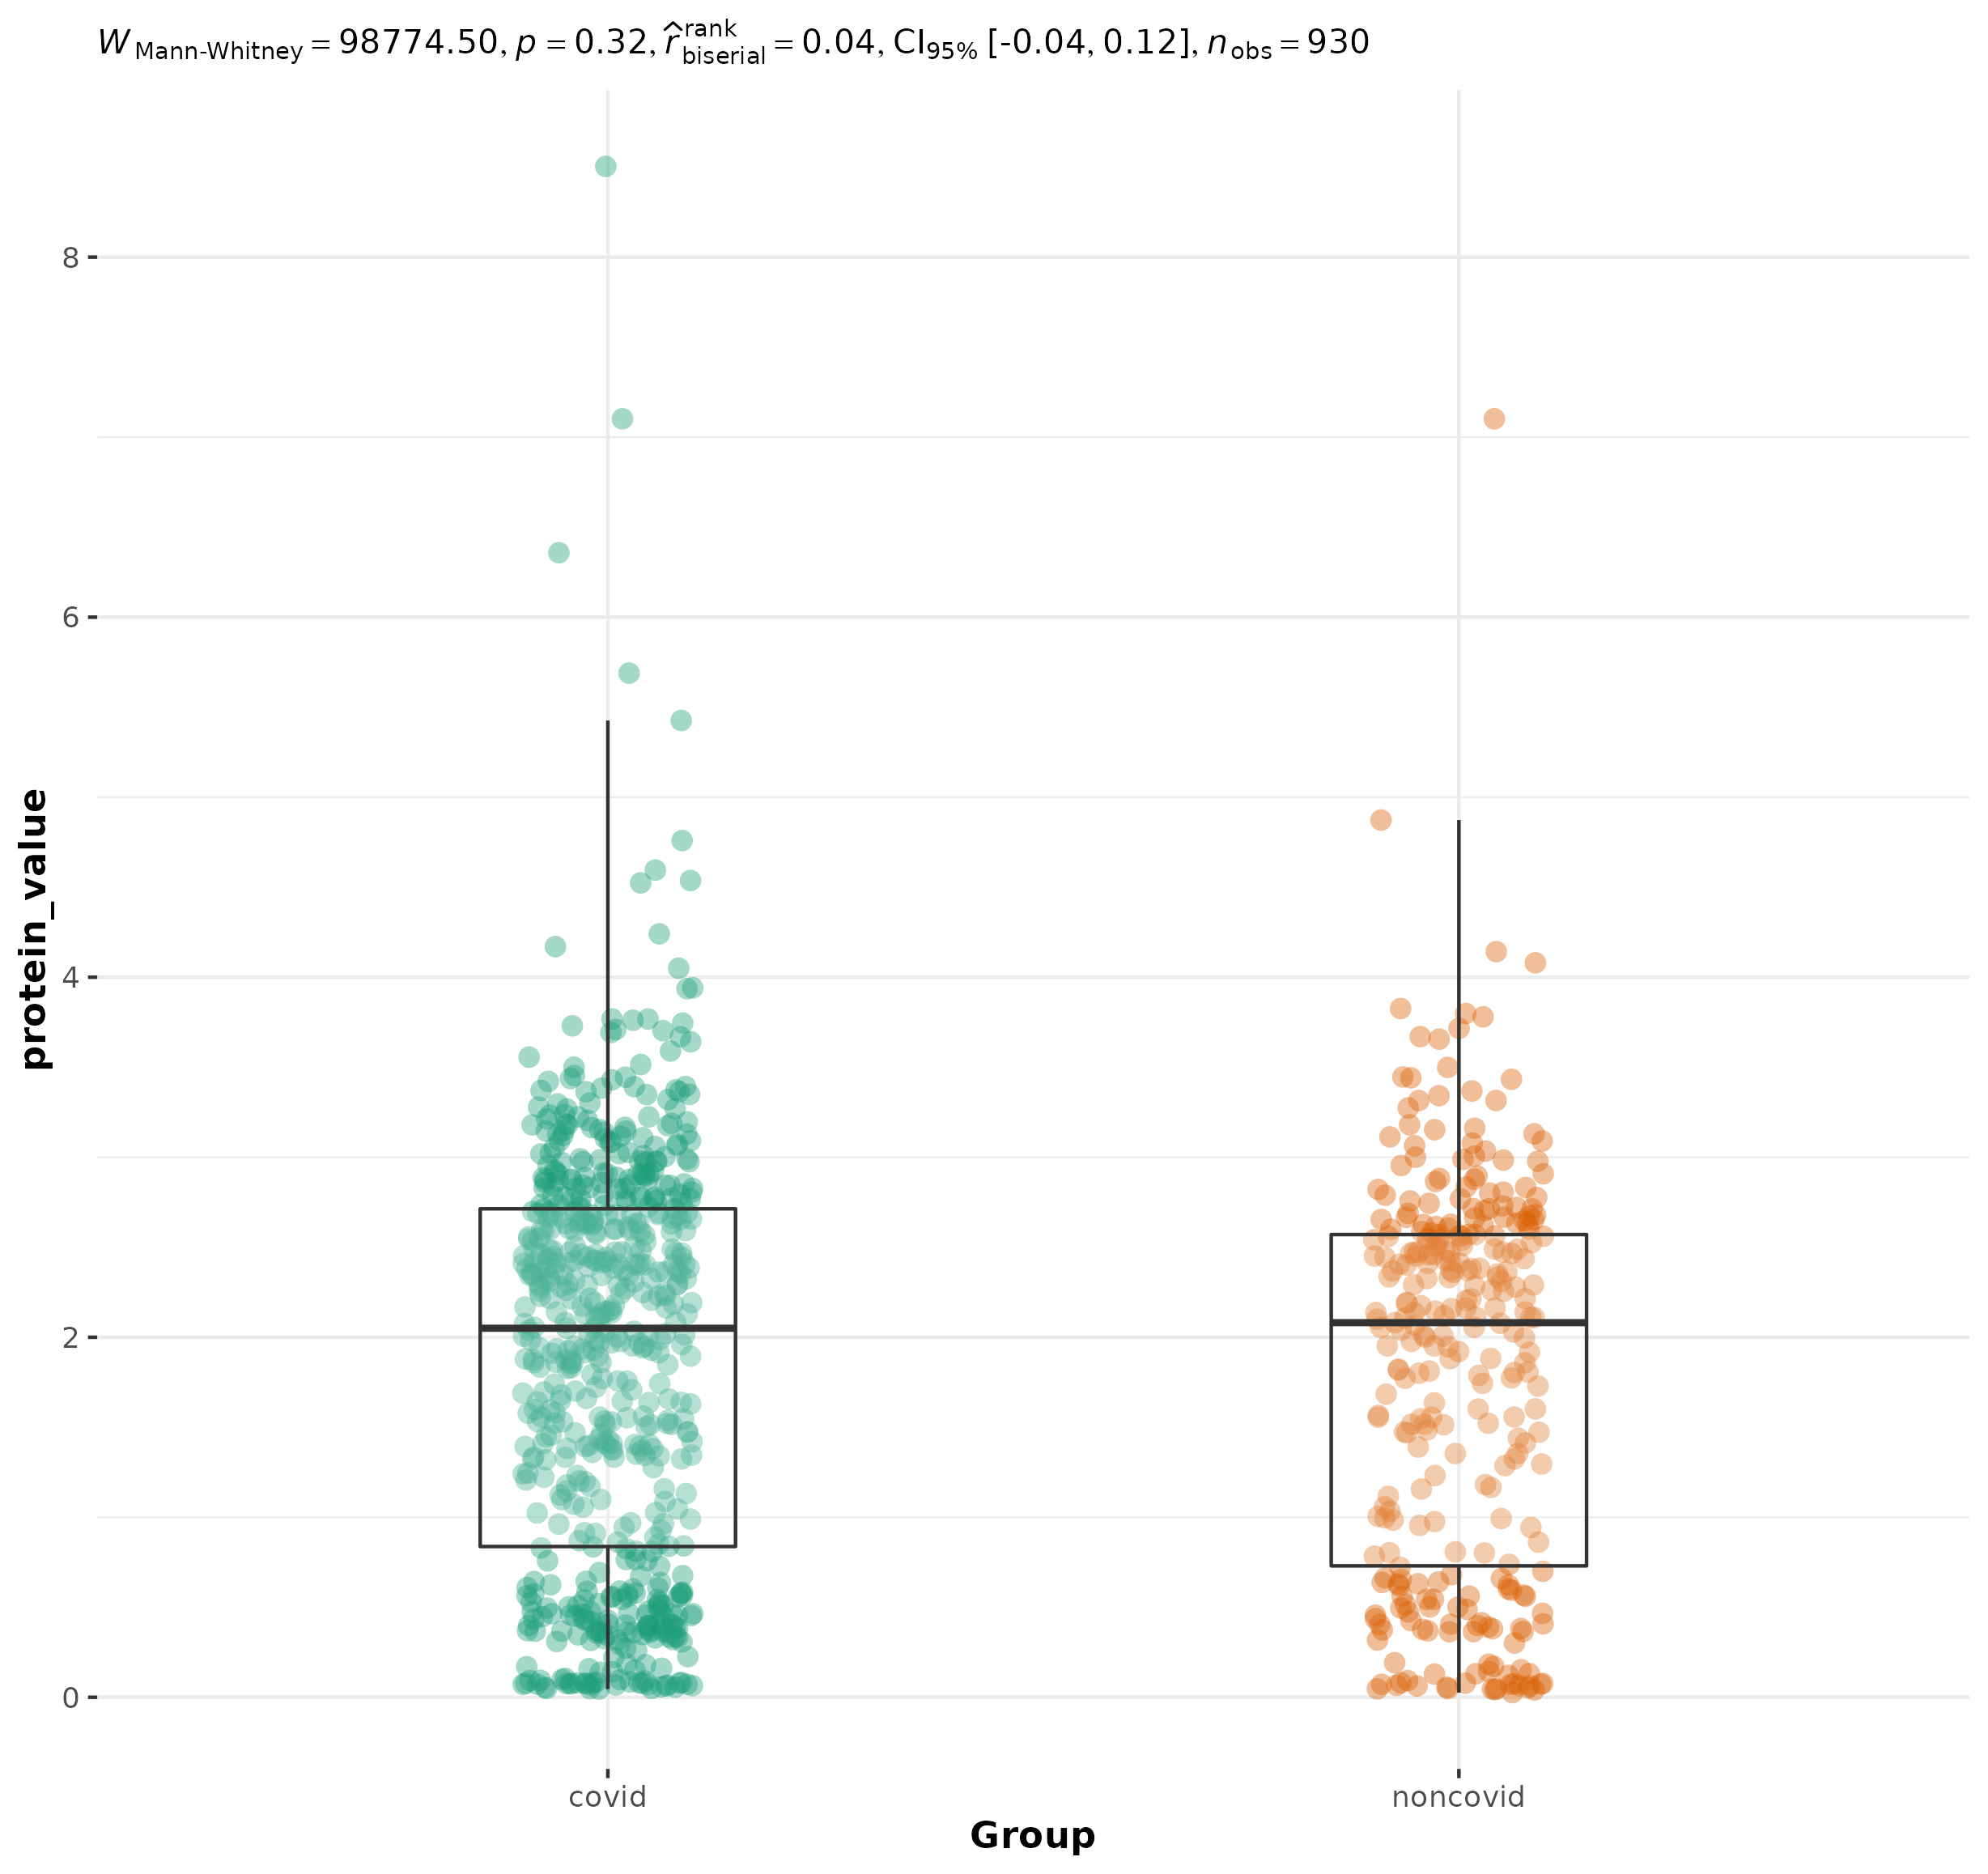 W Mann-Whitney = 98774.50, p = 0.32, r̂ rank biserial = 0.04, CI95% [-0.04, 0.12], n obs = 930
protein_value
8
6
4
2
0
covid noncovid
Group